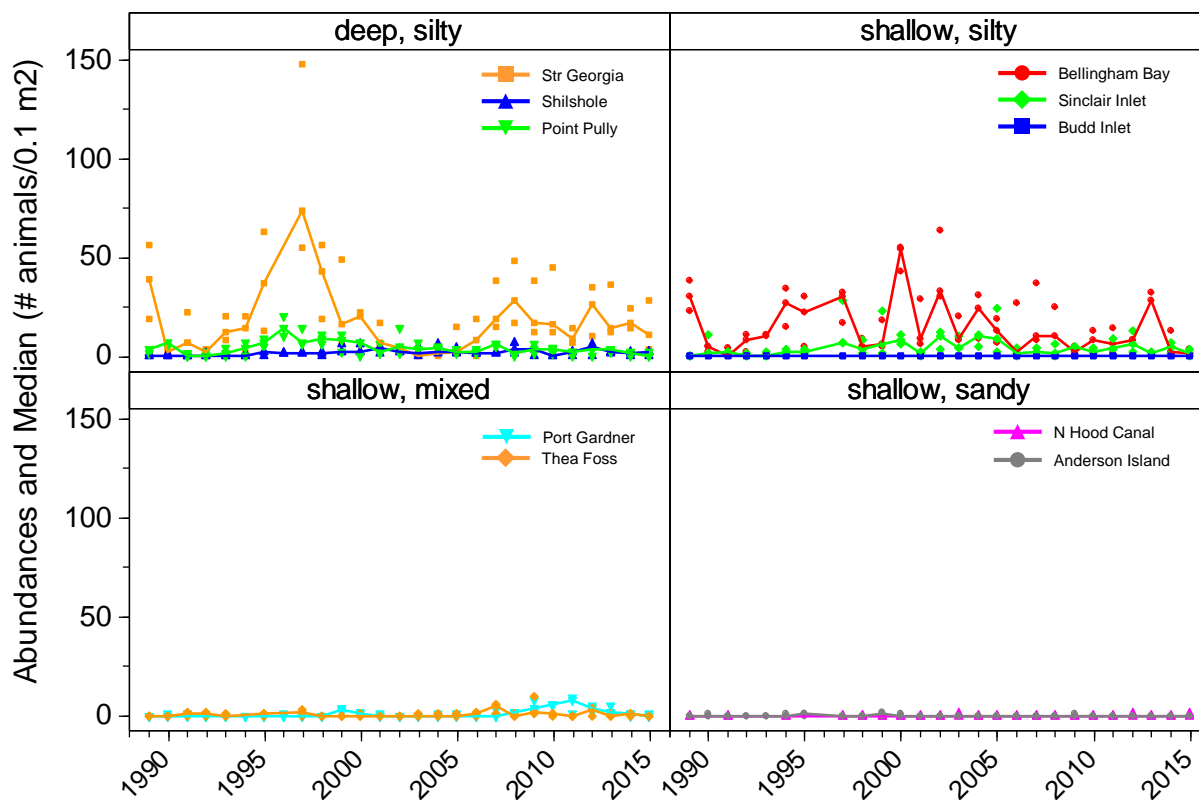 Abundances and Median (# animals/0.1 m2)
deep, silty
shallow, silty
150
100
50
0
Str Georgia
Shilshole
Point Pully
Bellingham Bay
Sinclair Inlet
Budd Inlet
shallow, mixed
shallow, sandy
150
100
50
0
Port Gardner
Thea Foss
N Hood Canal
Anderson Island
1990 1995 2000 2005 2010 2015 1990 1995 2000 2005 2010 2015